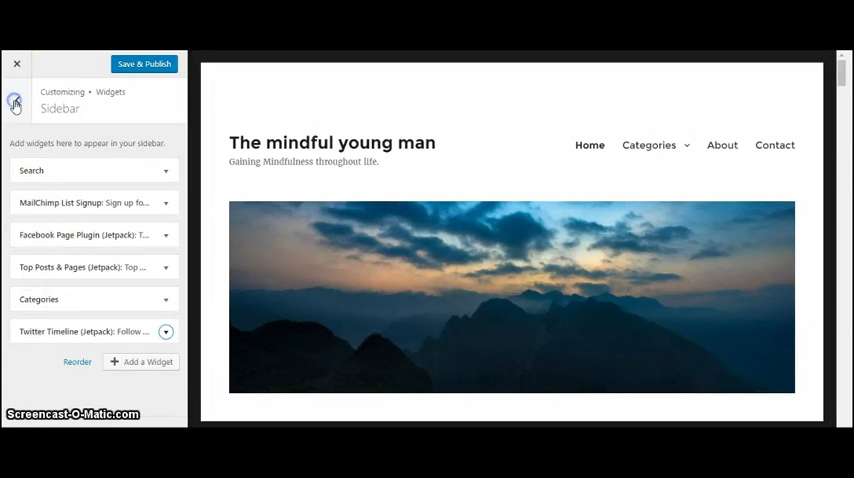 Save & Publish
Customizing • Widgets
Sidebar
Add widgets here to appear in your sidebar.
Search
MailChimp List Signup: Sign up fo...
Facebook Page Plugin (Jetpack): T...
Top Posts & Pages (Jetpack): Top ...
Categories
Twitter Timeline (Jetpack): Follow ...
Reorder
Add a Widget
Screencast-O-Matic.com
The mindful young man
Gaining Mindfulness throughout life.
Home Categories About Contact